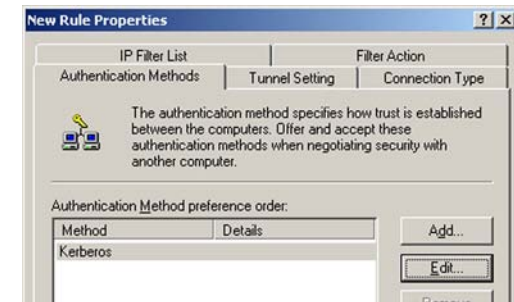 New Rule Properties
? X
IP Filter List Filter Action
Authentication Methods Tunnel Setting Connection Type
The authentication method specifies how trust is established
between the computers. Offer and accept these
authentication methods when negotiating security with
another computer.
Authentication Method preference order:
Method Details
Kerberos
Add...
Edit...